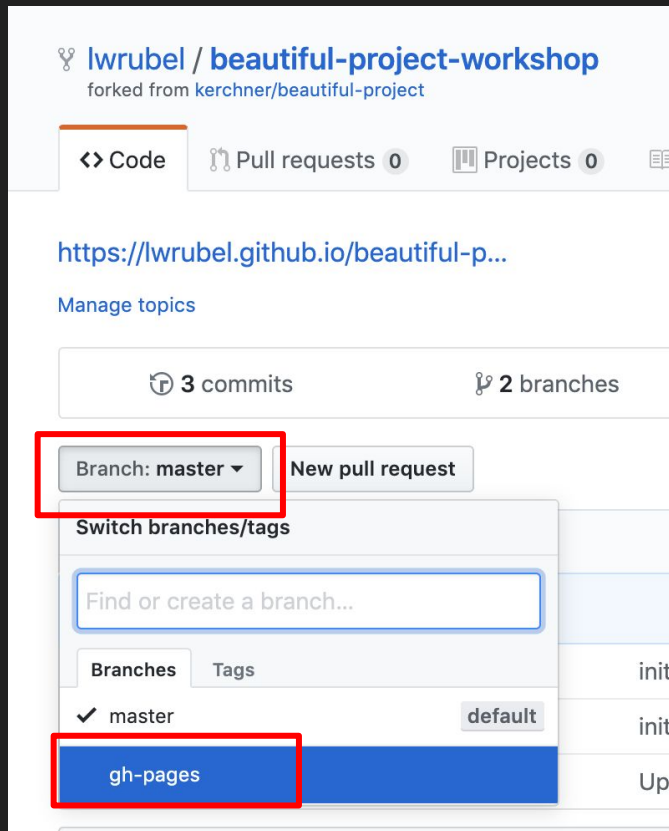 lwrubel / beautiful-project-workshop
forked from kerchner/beautiful-project
<> Code Pull requests 0 Projects 0
https://lwrubel.github.io/beautiful-p...
Manage topics
3 commits 2 branches
Branch: master New pull request
Switch branches/tags
Find or create a branch...
Branches Tags
init
master default
init
gh-pages
Up